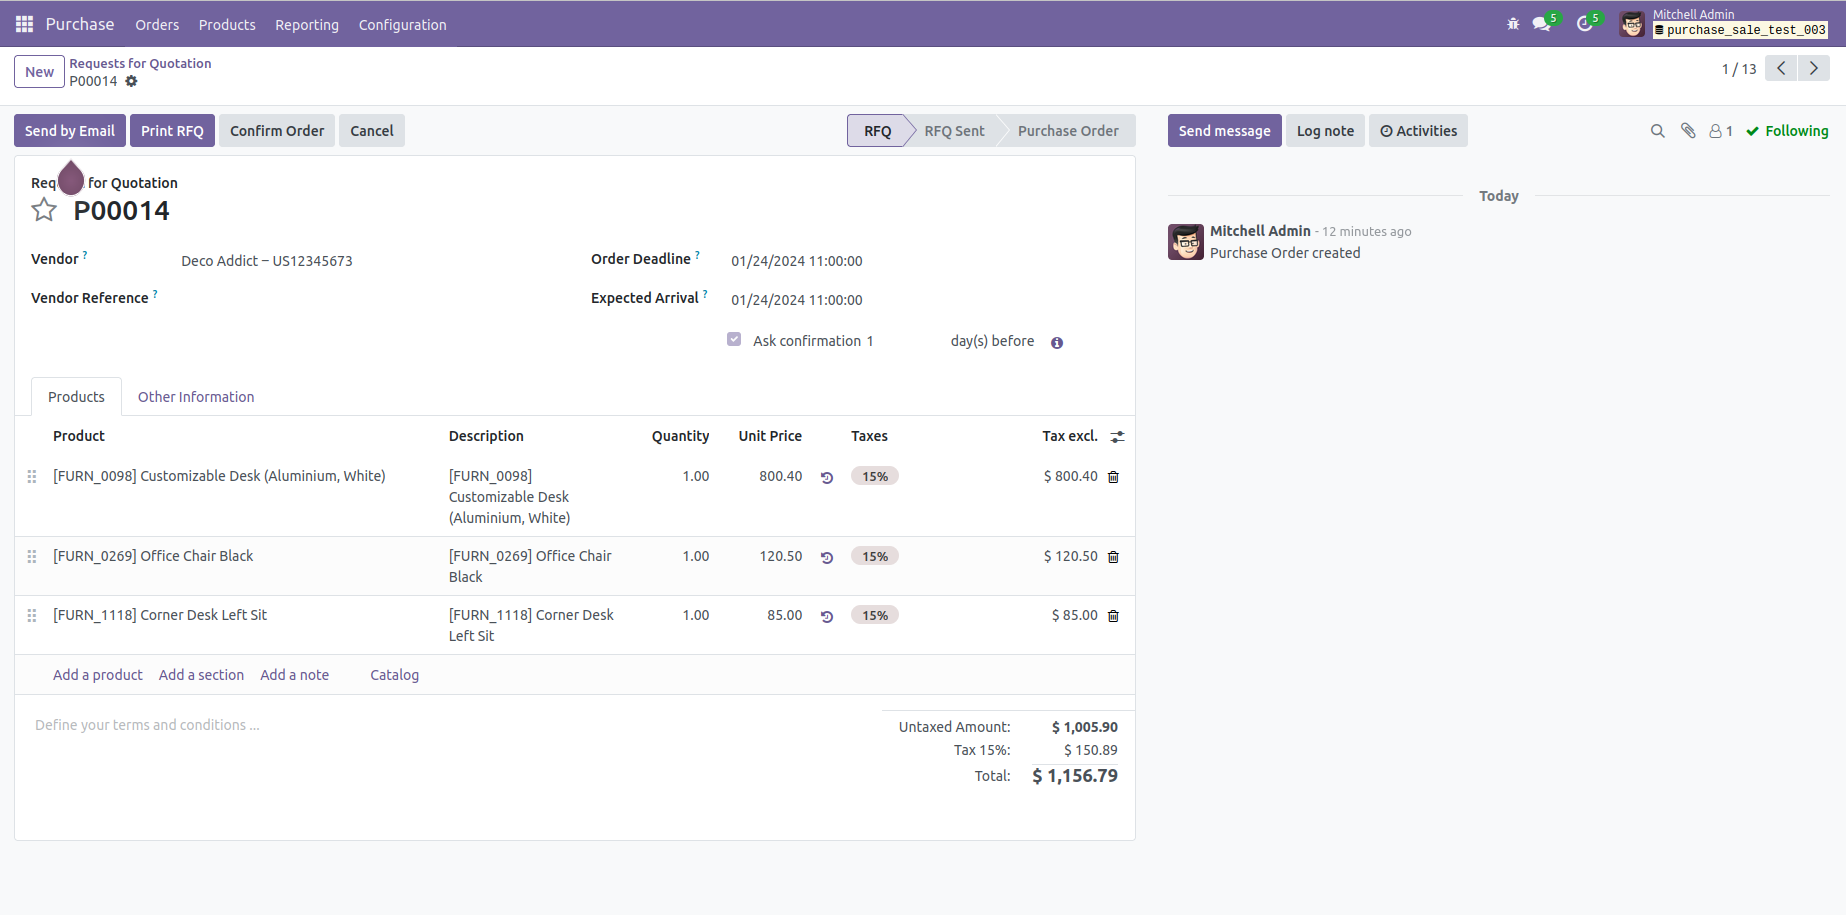 Purchase Orders Products Reporting Configuration 5 5 Mitchell Admin
purchase_sale_test_003
New Requests for Quotation
P00014
1 / 13
Send by Email Print RFQ Confirm Order Cancel RFQ RFQ Sent Purchase Order
Send message Log note Activities 1 Following
Req for Quotation
P00014
Vendor ? Deco Addict – US12345673
Vendor Reference ?
Order Deadline ? 01/24/2024 11:00:00
Expected Arrival ? 01/24/2024 11:00:00
Ask confirmation 1 day(s) before
Today
Mitchell Admin - 12 minutes ago
Purchase Order created
Products Other Information
Product Description Quantity Unit Price Taxes Tax excl.
[FURN_0098] Customizable Desk (Aluminium, White) [FURN_0098] 1.00 800.40 15% $ 800.40
Customizable Desk
(Aluminium, White)
[FURN_0269] Office Chair Black [FURN_0269] Office Chair 1.00 120.50 15% $ 120.50
Black
[FURN_1118] Corner Desk Left Sit [FURN_1118] Corner Desk 1.00 85.00 15% $ 85.00
Left Sit
Add a product Add a section Add a note Catalog
Define your terms and conditions ...
Untaxed Amount: $ 1,005.90
Tax 15%: $ 150.89
Total: $ 1,156.79